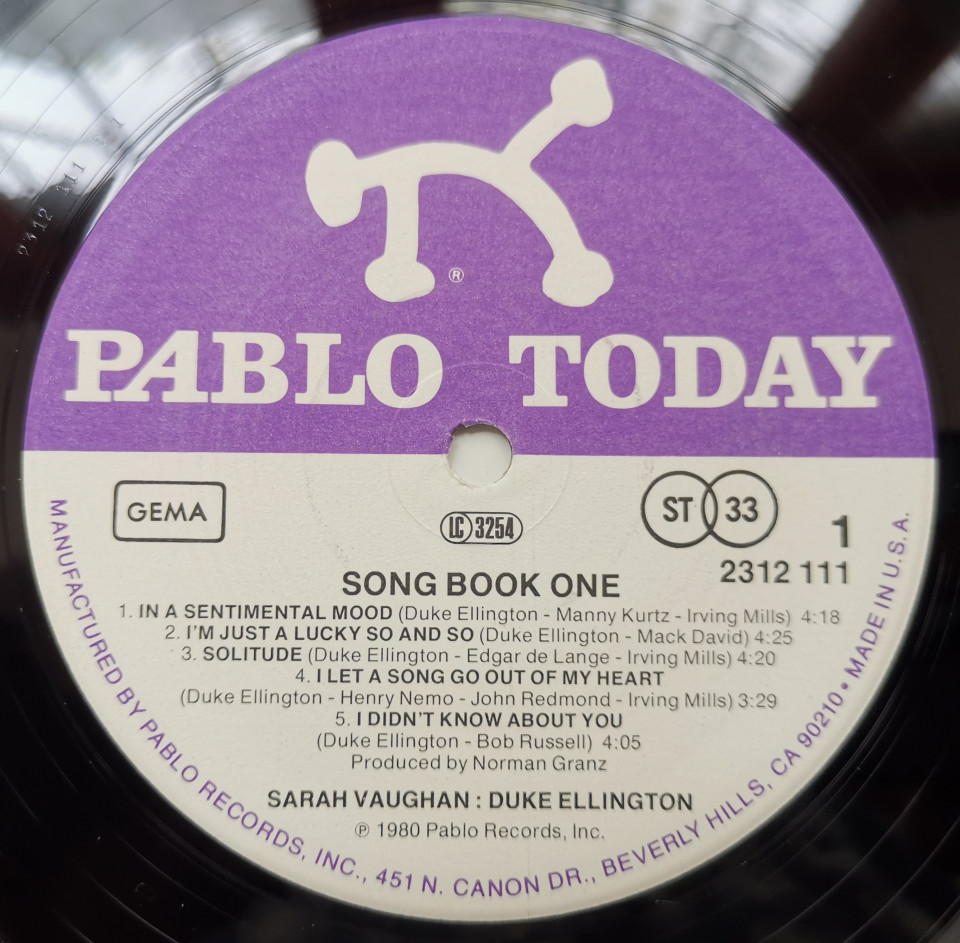 ®
PABLO TODAY
GEMA
LC 3254
ST 33
1
2312 111
SONG BOOK ONE
1. IN A SENTIMENTAL MOOD (Duke Ellington - Manny Kurtz - Irving Mills) 4:18
2. I'M JUST A LUCKY SO AND SO (Duke Ellington - Mack David) 4:25
3. SOLITUDE (Duke Ellington - Edgar de Lange - Irving Mills) 4:20
4. I LET A SONG GO OUT OF MY HEART
(Duke Ellington - Henry Nemo - John Redmond - Irving Mills) 3:29
5. I DIDN'T KNOW ABOUT YOU
(Duke Ellington - Bob Russell) 4:05
Produced by Norman Granz
SARAH VAUGHAN : DUKE ELLINGTON
℗ 1980 Pablo Records, Inc.
MANUFACTURED BY PABLO RECORDS, INC., 451 N. CANON DR., BEVERLY HILLS, CA 90210 • MADE IN U.S.A.
2312 111